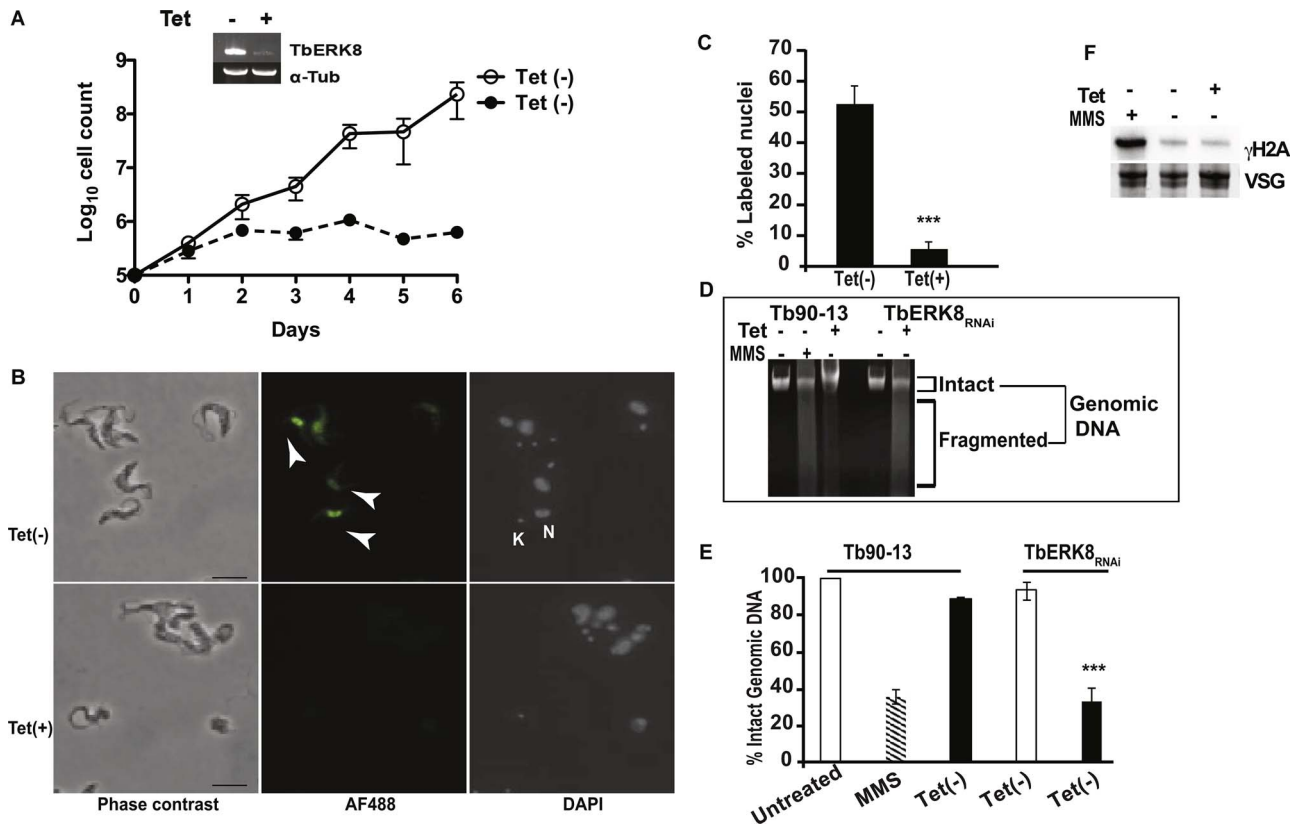 A
Tet - +
TbERK8
α-Tub
Log10 cell count
9
8
7
6
5
0 1 2 3 4 5 6
Days
Tet (-)
Tet (-)
B
Tet(-)
K N
Tet(+)
Phase contrast AF488 DAPI
C
% Labeled nuclei
70
60
50
40
30
20
10
0
***
Tet(-) Tet(+)
D
Tb90-13 TbERK8RNAi
Tet - - + - +
MMS - + - - -
Intact
Fragmented
Genomic
DNA
E
Tb90-13 TbERK8RNAi
% Intact Genomic DNA
100
80
60
40
20
0
***
Untreated MMS Tet(-) Tet(-) Tet(-)
F
Tet - - +
MMS + - -
γH2A
VSG